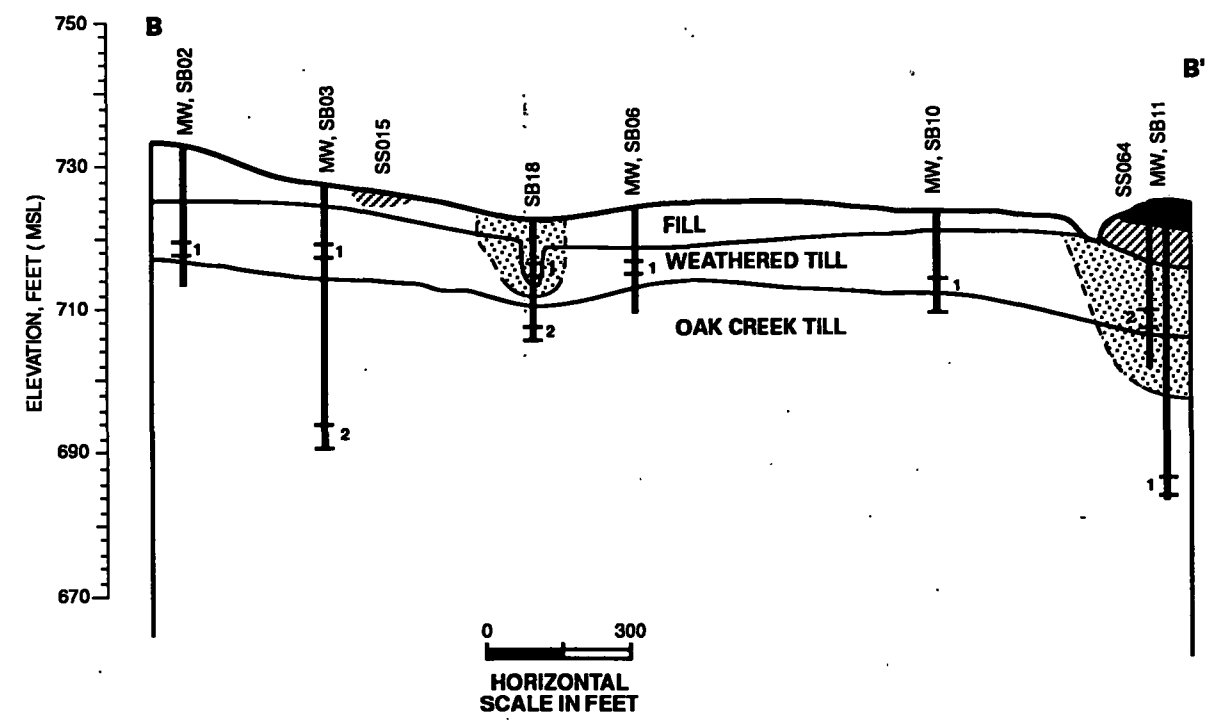 750
730
710
690
670
ELEVATION, FEET (MSL)
B
B'
MW, SB02
MW, SB03
SS015
SB18
MW, SB06
MW, SB10
SS064
MW, SB11
FILL
WEATHERED TILL
OAK CREEK TILL
1
1
2
1
2
1
1
2
1
0 300
HORIZONTAL
SCALE IN FEET